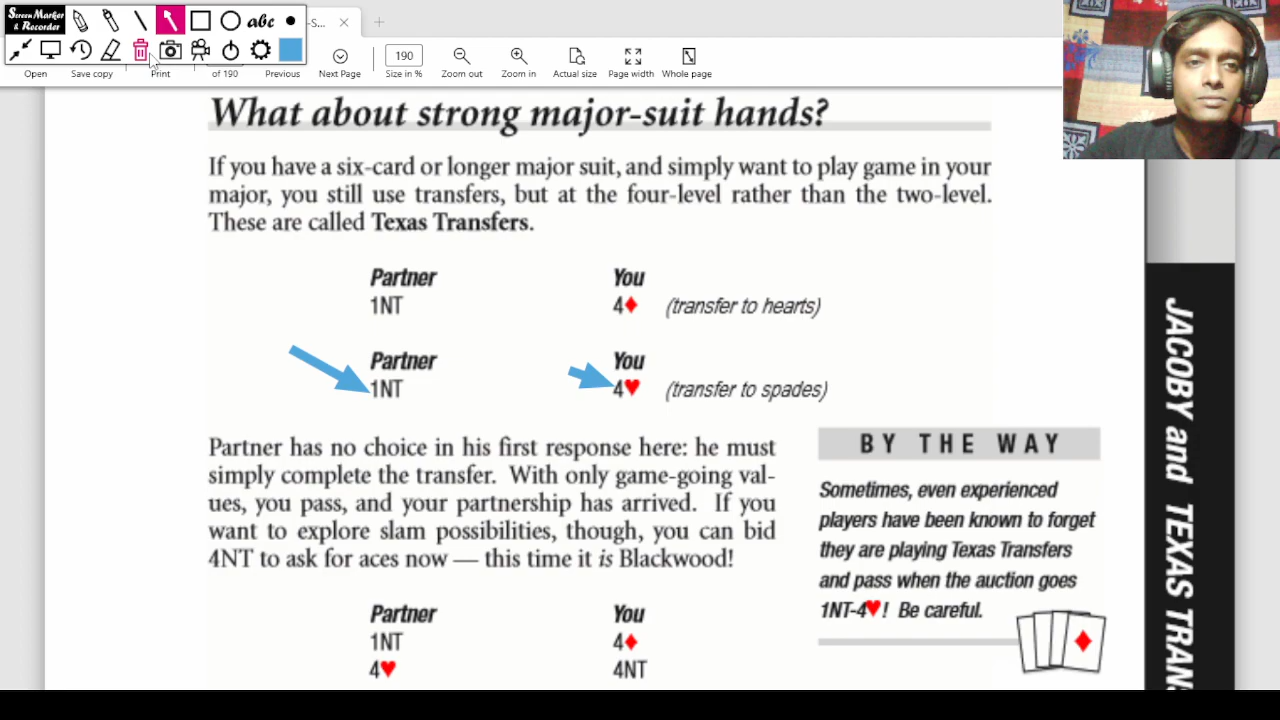 Screen Marker
& Recorder
abc
-S...
190
Open
Save copy
Print
of 190
Previous
Next Page
Size in %
Zoom out
Zoom in
Actual size
Page width
Whole page
What about strong major-suit hands?
If you have a six-card or longer major suit, and simply want to play game in your
major, you still use transfers, but at the four-level rather than the two-level.
These are called Texas Transfers.
Partner You
1NT 4♦ (transfer to hearts)
Partner You
1NT 4♥ (transfer to spades)
Partner has no choice in his first response here: he must
simply complete the transfer. With only game-going val-
ues, you pass, and your partnership has arrived. If you
want to explore slam possibilities, though, you can bid
4NT to ask for aces now — this time it is Blackwood!
Partner You
1NT 4♦
4♥ 4NT
BY THE WAY
Sometimes, even experienced
players have been known to forget
they are playing Texas Transfers
and pass when the auction goes
1NT-4♥! Be careful.
JACOBY and TEXAS TRANS